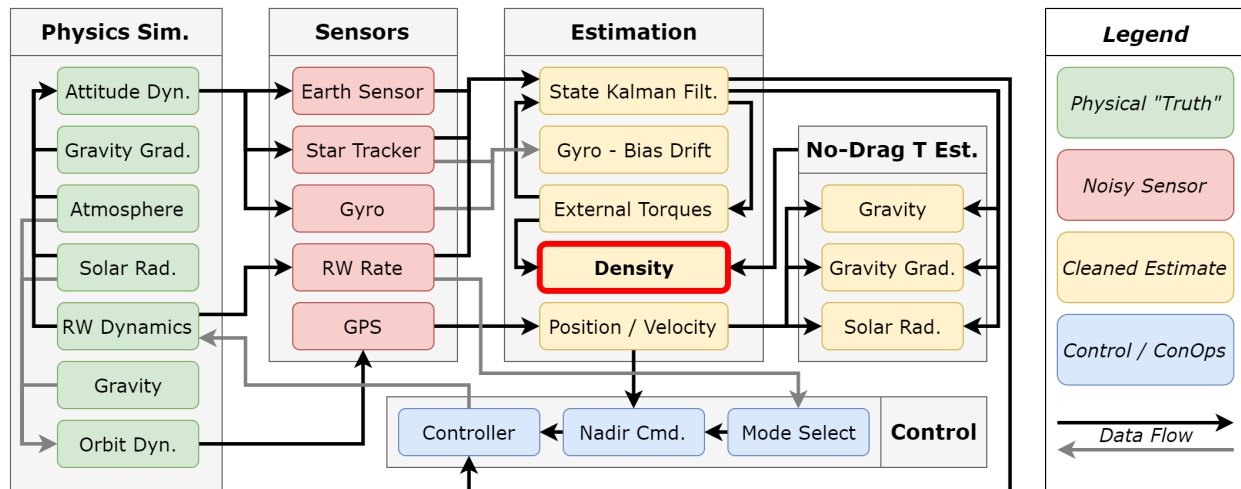 Physics Sim.
Attitude Dyn.
Gravity Grad.
Atmosphere
Solar Rad.
RW Dynamics
Gravity
Orbit Dyn.
Sensors
Earth Sensor
Star Tracker
Gyro
RW Rate
GPS
Estimation
State Kalman Filt.
Gyro - Bias Drift
External Torques
Density
Position / Velocity
No-Drag T Est.
Gravity
Gravity Grad.
Solar Rad.
Controller
Nadir Cmd.
Mode Select
Control
Legend
Physical "Truth"
Noisy Sensor
Cleaned Estimate
Control / ConOps
Data Flow